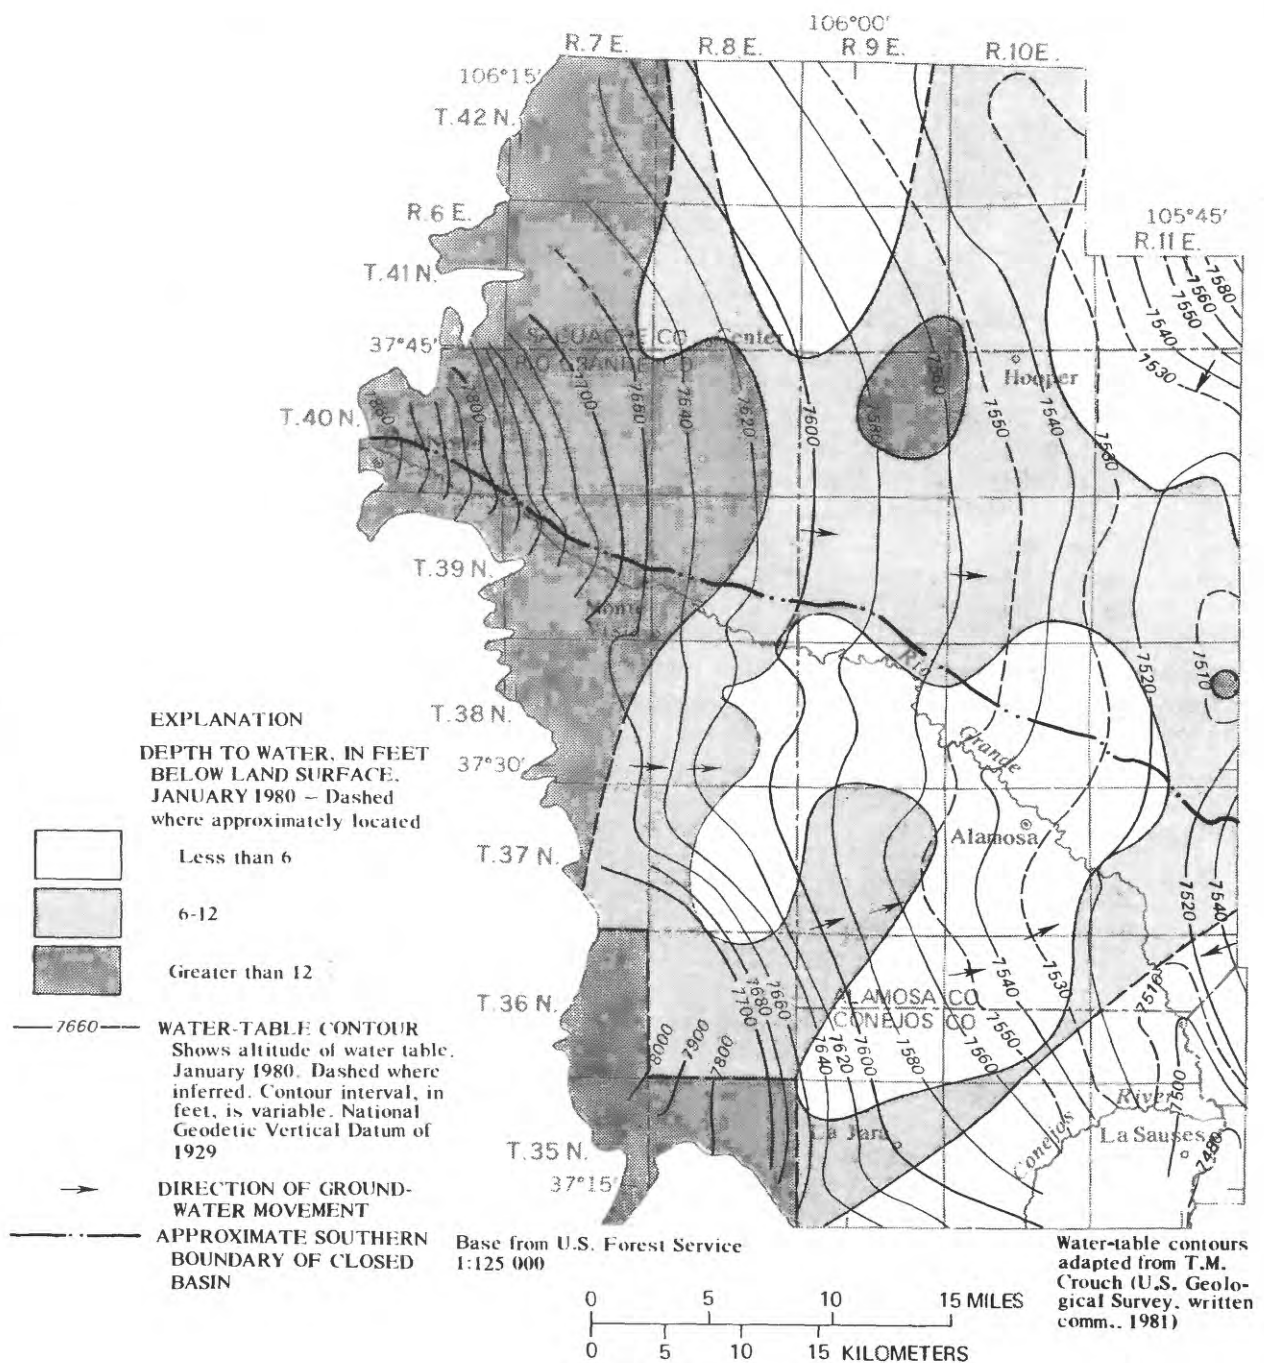 106°00'
R.7 E.
R.8 E.
R.9 E.
R.10 E.
106°15'
T.42 N.
R.6 E.
105°45'
R.11 E.
T.41 N.
7580
7560
7550
7540
7530
SAGUACHE CO
Center
37°45'
RIO GRANDE CO
Hooper
7880
7800
7700
7660
7640
7620
7600
7580
7560
7550
7540
7530
T.40 N.
T.39 N.
Monte
Vista
Rio
Grande
7520
7510
T.38 N.
37°30'
Alamosa
T.37 N.
7520
7540
T.36 N.
ALAMOSA CO
CONEJOS CO
8000
7900
7800
7700
7680
7660
7640
7620
7600
7580
7560
7550
7540
7530
7510
7500
7480
La Jara
Conejos
River
La Sauses
T.35 N.
37°15'
EXPLANATION
DEPTH TO WATER, IN FEET
BELOW LAND SURFACE,
JANUARY 1980 – Dashed
where approximately located
Less than 6
6-12
Greater than 12
7660
WATER-TABLE CONTOUR
Shows altitude of water table,
January 1980. Dashed where
inferred. Contour interval, in
feet, is variable. National
Geodetic Vertical Datum of
1929
DIRECTION OF GROUND-
WATER MOVEMENT
APPROXIMATE SOUTHERN
BOUNDARY OF CLOSED
BASIN
Base from U.S. Forest Service
1:125 000
Water-table contours
adapted from T.M.
Crouch (U.S. Geolo-
gical Survey, written
comm., 1981)
0 5 10 15 MILES
0 5 10 15 KILOMETERS